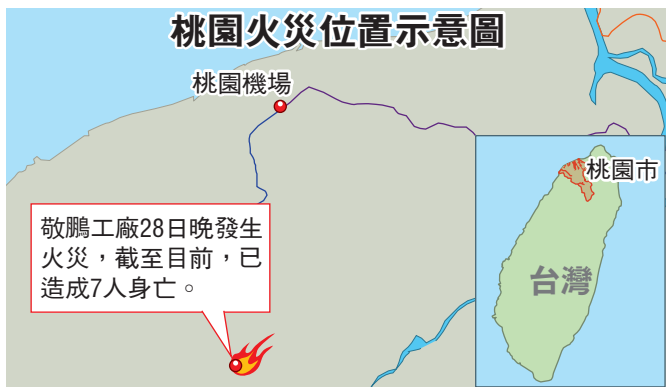 桃園火災位置示意圖
桃園機場
桃園市
敬鵬工廠28日晚發生
火災，截至目前，已
造成7人身亡。
台灣